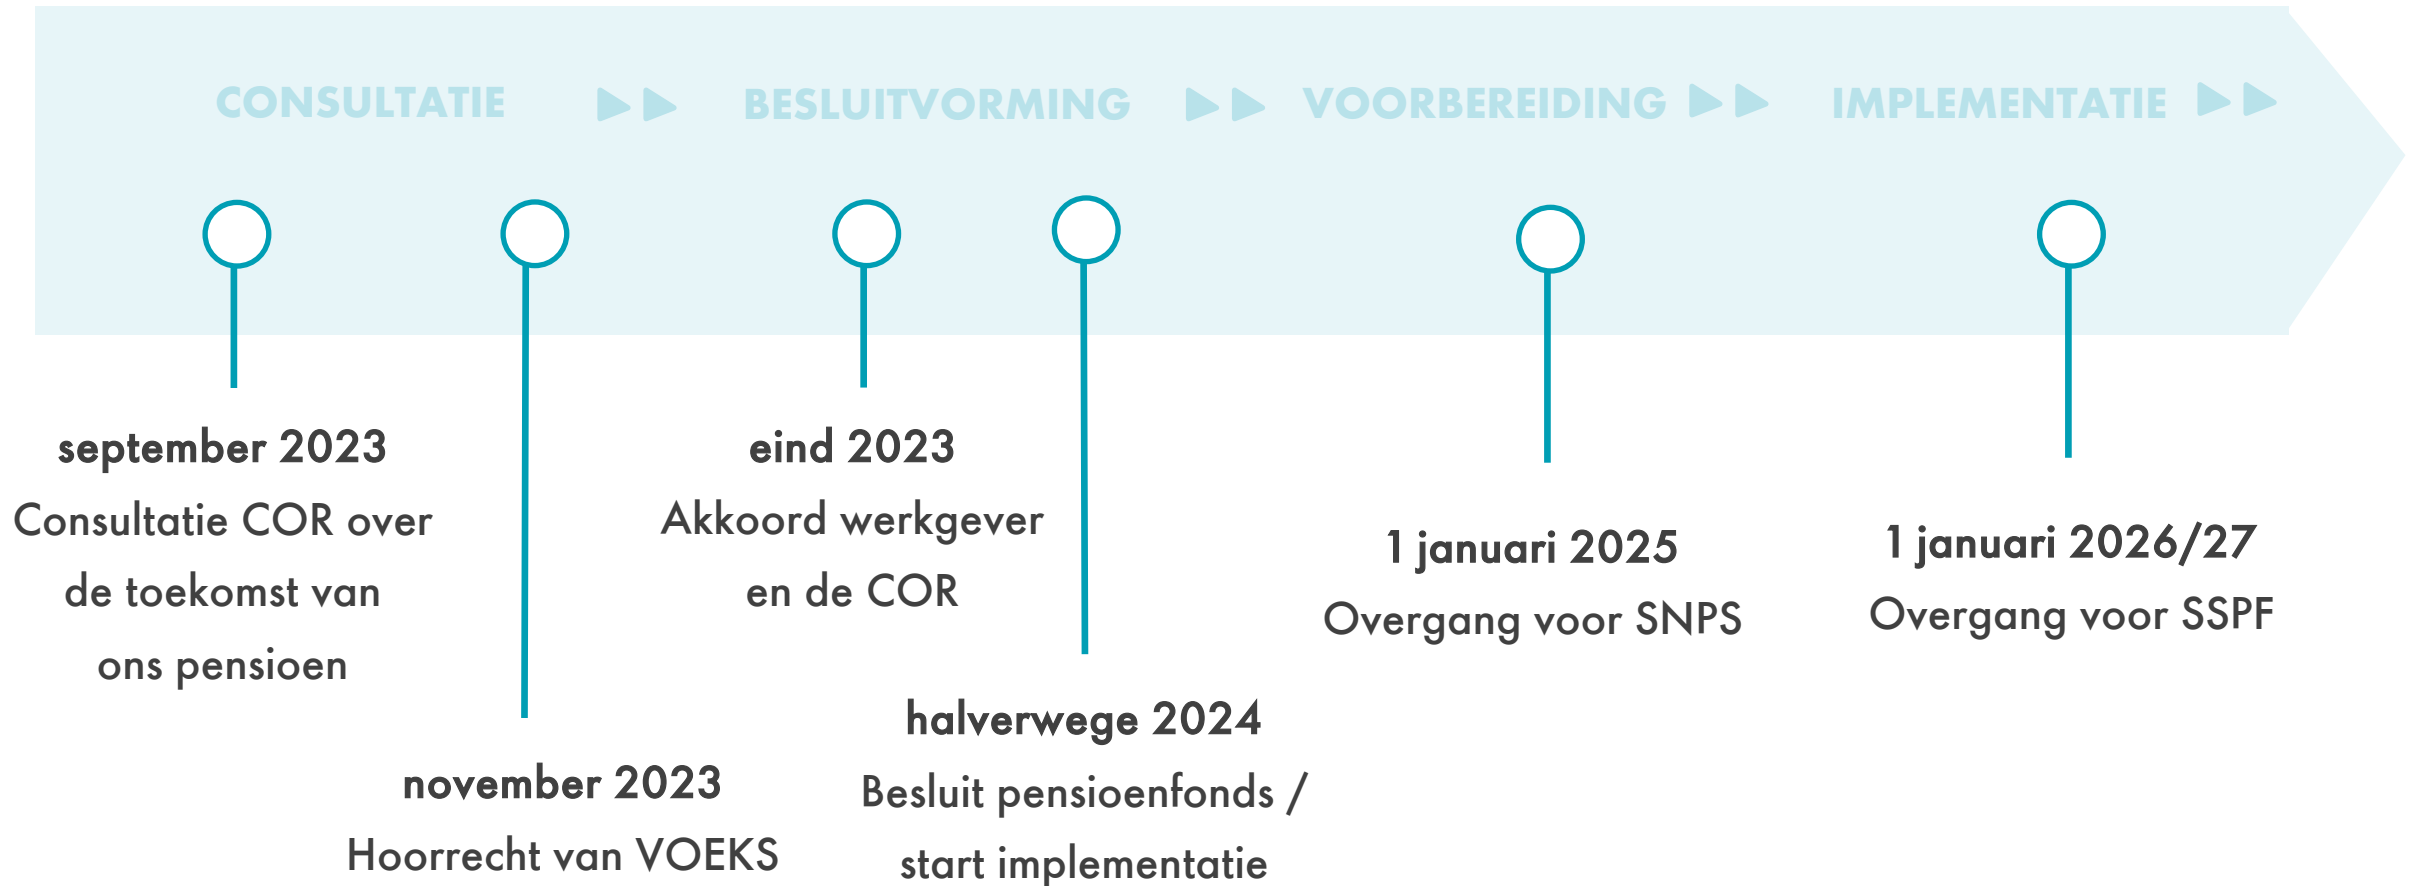 CONSULTATIE
BESLUITVORMING
VOORBEREIDING
IMPLEMENTATIE
september 2023
Consultatie COR over
de toekomst van
ons pensioen
november 2023
Hoorrecht van VOEKS
eind 2023
Akkoord werkgever
en de COR
halverwege 2024
Besluit pensioenfonds /
start implementatie
1 januari 2025
Overgang voor SNPS
1 januari 2026/27
Overgang voor SSPF